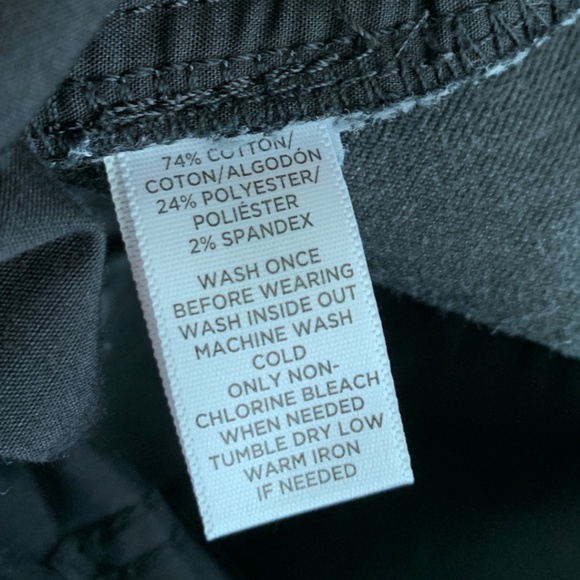 74% COTTON/
COTON/ALGODÓN
24% POLYESTER/
POLIÉSTER
2% SPANDEX
WASH ONCE
BEFORE WEARING
WASH INSIDE OUT
MACHINE WASH
COLD
ONLY NON-
CHLORINE BLEACH
WHEN NEEDED
TUMBLE DRY LOW
WARM IRON
IF NEEDED